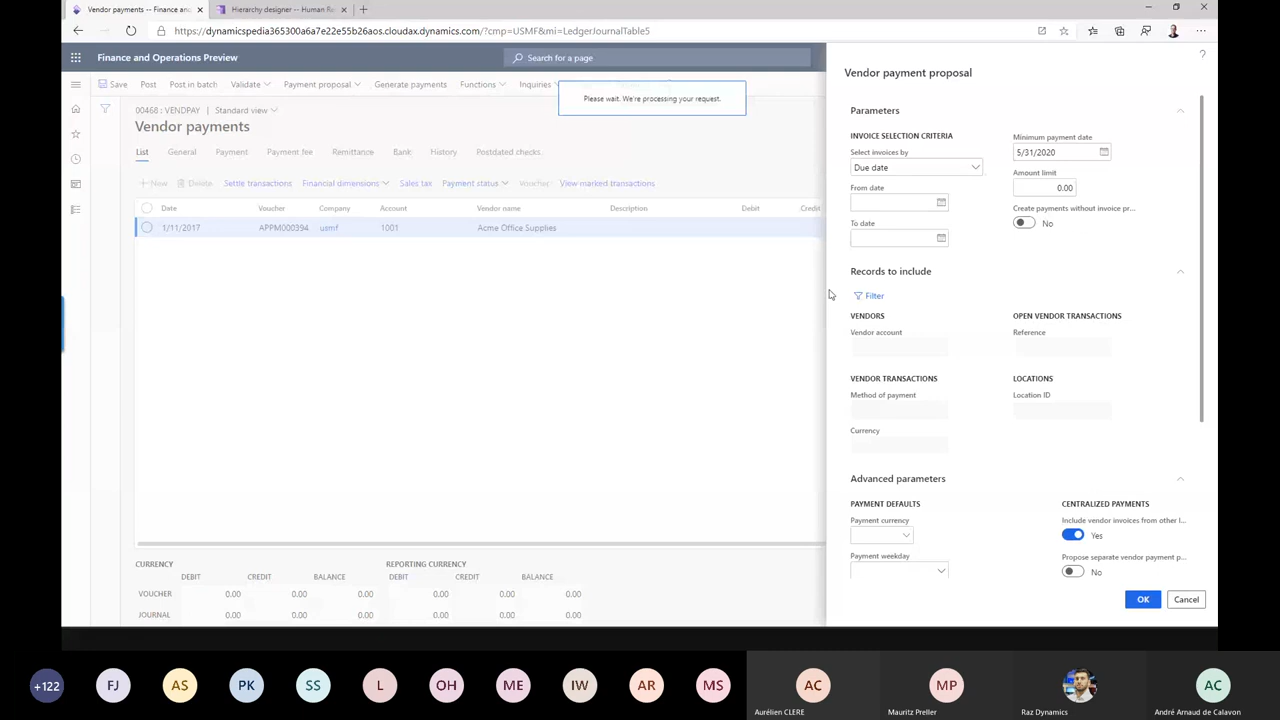 Vendor payments -- Finance and
Hierarchy designer -- Human Re
https://dynamicspedia365300a6a7e22e55b26aos.cloudax.dynamics.com/?cmp=USMF&mi=LedgerJournalTable5
Finance and Operations Preview
Search for a page
?
Save
Post
Post in batch
Validate
Payment proposal
Generate payments
Functions
Inquiries
Please wait. We're processing your request.
00468 : VENDPAY
Standard view
Vendor payments
List
General
Payment
Payment fee
Remittance
Bank
History
Postdated checks
New
Delete
Settle transactions
Financial dimensions
Sales tax
Payment status
Voucher
View marked transactions
Date
Voucher
Company
Account
Vendor name
Description
Debit
Credit
1/11/2017
APPM000394
usmf
1001
Acme Office Supplies
CURRENCY
REPORTING CURRENCY
DEBIT
CREDIT
BALANCE
DEBIT
CREDIT
BALANCE
VOUCHER
0.00
0.00
0.00
0.00
0.00
0.00
JOURNAL
0.00
0.00
0.00
0.00
0.00
0.00
Vendor payment proposal
Parameters
INVOICE SELECTION CRITERIA
Select invoices by
Due date
From date
To date
Minimum payment date
5/31/2020
Amount limit
0.00
Create payments without invoice pr...
No
Records to include
Filter
VENDORS
Vendor account
OPEN VENDOR TRANSACTIONS
Reference
VENDOR TRANSACTIONS
Method of payment
Currency
LOCATIONS
Location ID
Advanced parameters
PAYMENT DEFAULTS
Payment currency
Payment weekday
CENTRALIZED PAYMENTS
Include vendor invoices from other l...
Yes
Propose separate vendor payment p...
No
OK
Cancel
+122
FJ
AS
PK
SS
L
OH
ME
IW
AR
MS
AC
Aurélien CLERE
MP
Mauritz Preller
Raz Dynamics
AC
André Arnaud de Calavon